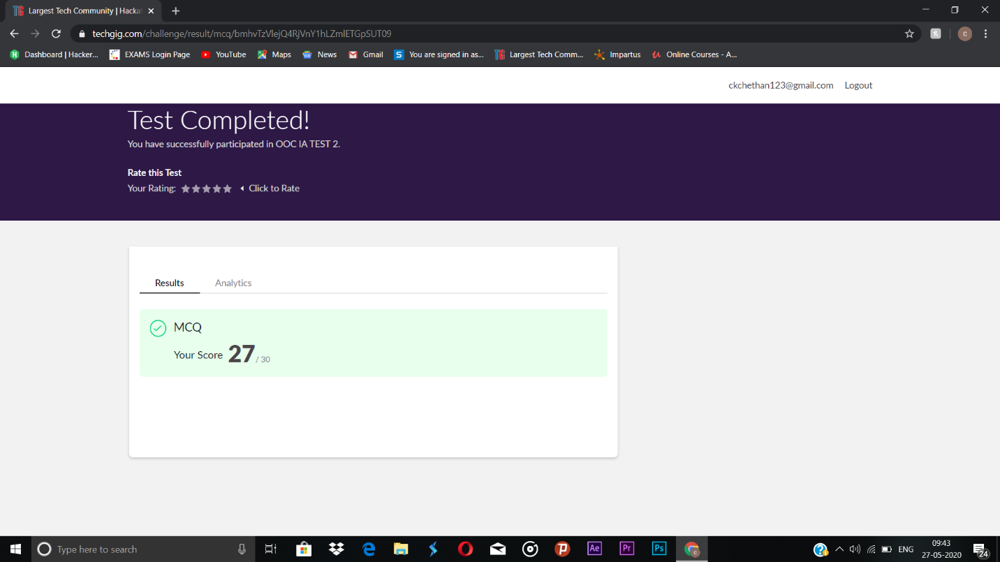 Largest Tech Community | Hacka
techgig.com/challenge/result/mcq/bmhvTzVlejQ4RjVnY1hLZmlETGpSUT09
C
Dashboard | Hacker... EXAMS Login Page YouTube Maps News Gmail You are signed in as... Largest Tech Comm... Impartus Online Courses - A...
ckchethan123@gmail.com Logout
Test Completed!
You have successfully participated in OOC IA TEST 2.
Rate this Test
Your Rating: Click to Rate
Results Analytics
MCQ
Your Score 27 / 30
Type here to search
Ae Pr Ps
ENG
09:43
27-05-2020
24